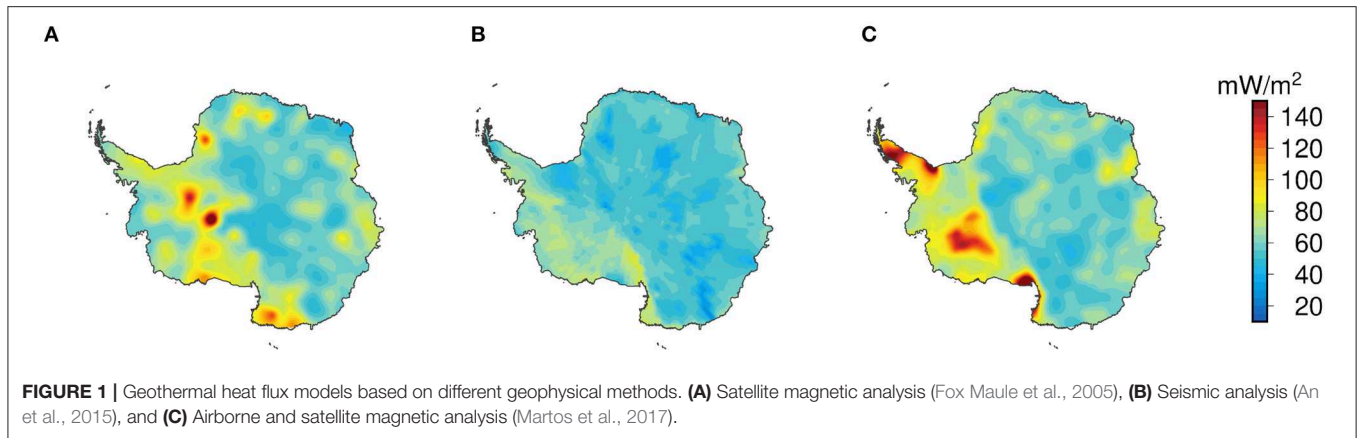 A B C
mW/m²
140
120
100
80
60
40
20
FIGURE 1 | Geothermal heat flux models based on different geophysical methods. (A) Satellite magnetic analysis (Fox Maule et al., 2005), (B) Seismic analysis (An
et al., 2015), and (C) Airborne and satellite magnetic analysis (Martos et al., 2017).